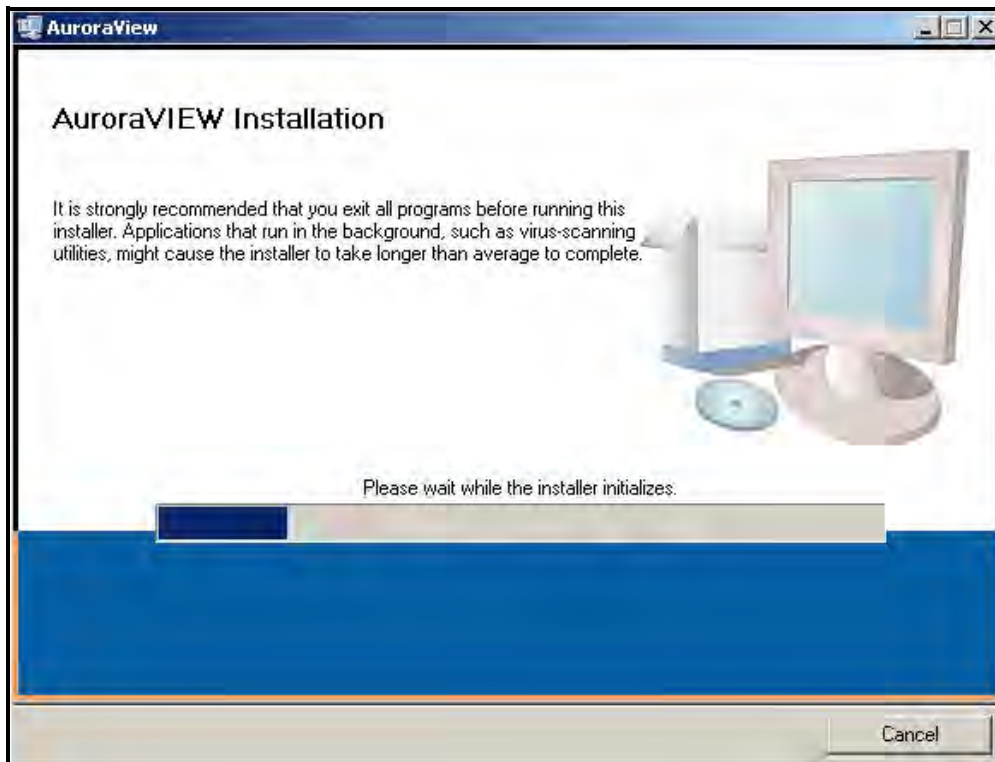 AuroraView
AuroraVIEW Installation
It is strongly recommended that you exit all programs before running this
installer. Applications that run in the background, such as virus-scanning
utilities, might cause the installer to take longer than average to complete.
Please wait while the installer initializes.
Cancel